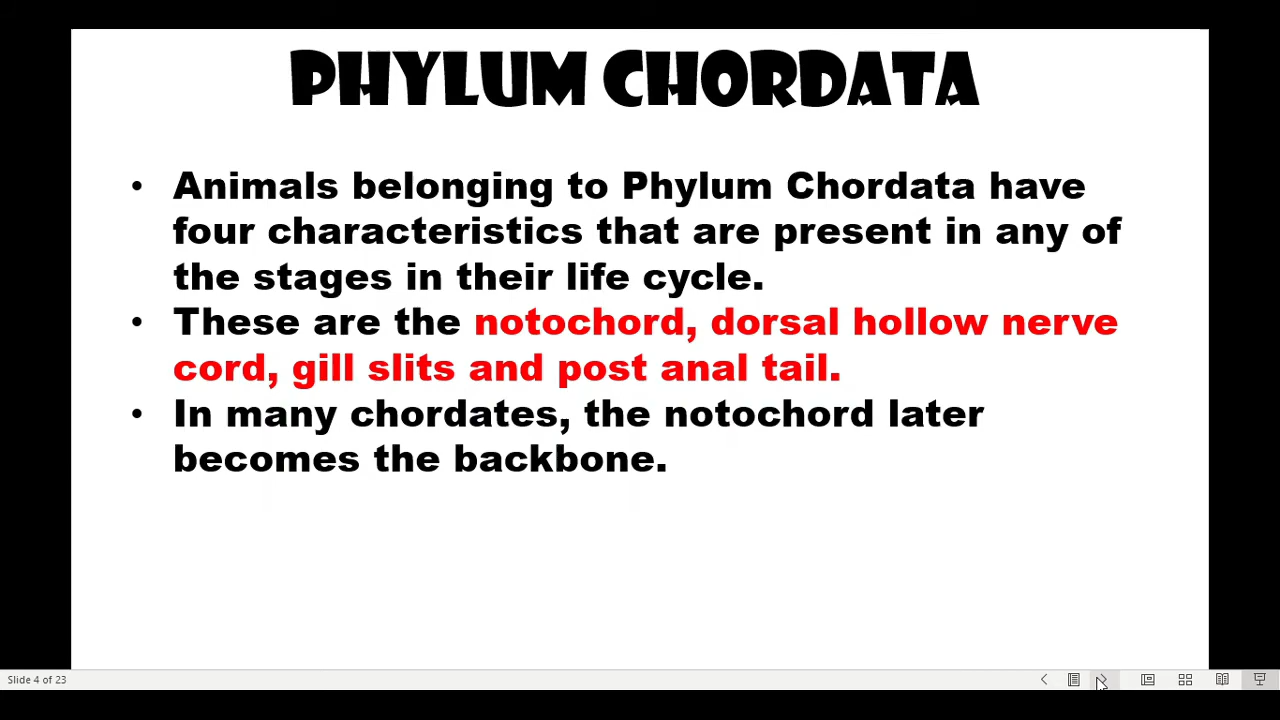 PHYLUM CHORDATA
• Animals belonging to Phylum Chordata have
four characteristics that are present in any of
the stages in their life cycle.
• These are the notochord, dorsal hollow nerve
cord, gill slits and post anal tail.
• In many chordates, the notochord later
becomes the backbone.
Slide 4 of 23